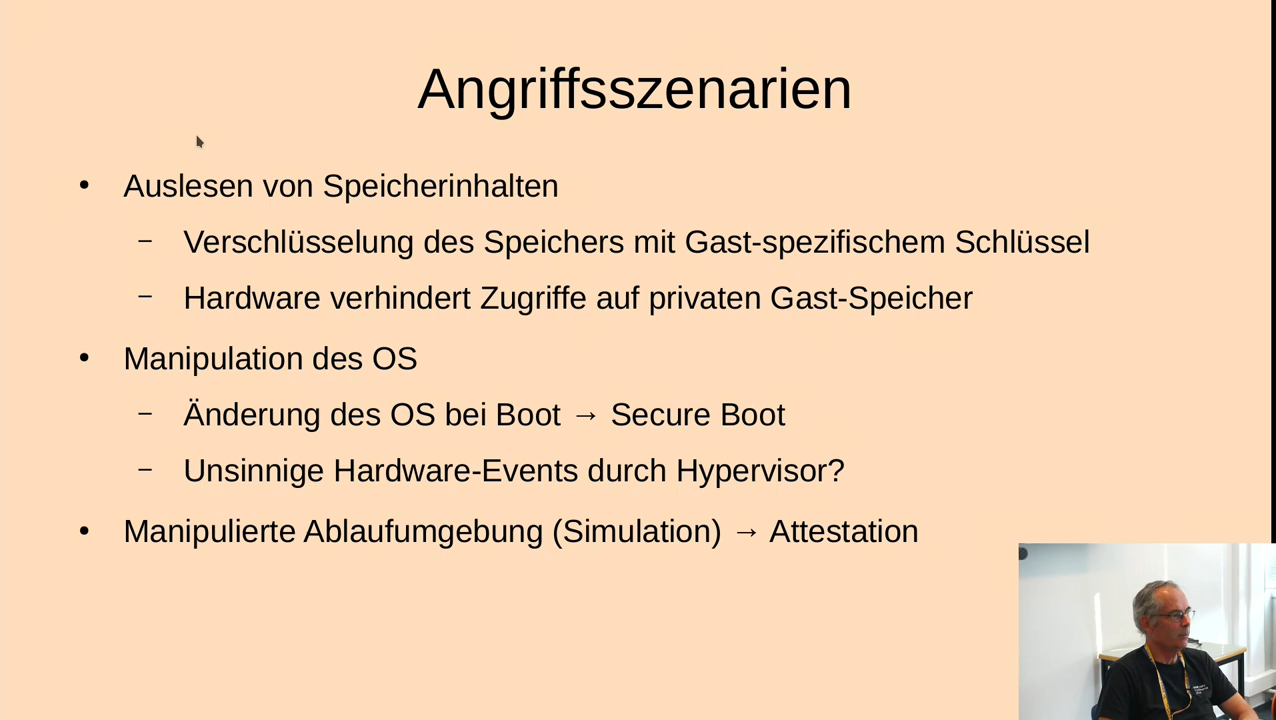 Angriffsszenarien
• Auslesen von Speicherinhalten
– Verschlüsselung des Speichers mit Gast-spezifischem Schlüssel
– Hardware verhindert Zugriffe auf privaten Gast-Speicher
• Manipulation des OS
– Änderung des OS bei Boot → Secure Boot
– Unsinnige Hardware-Events durch Hypervisor?
• Manipulierte Ablaufumgebung (Simulation) → Attestation